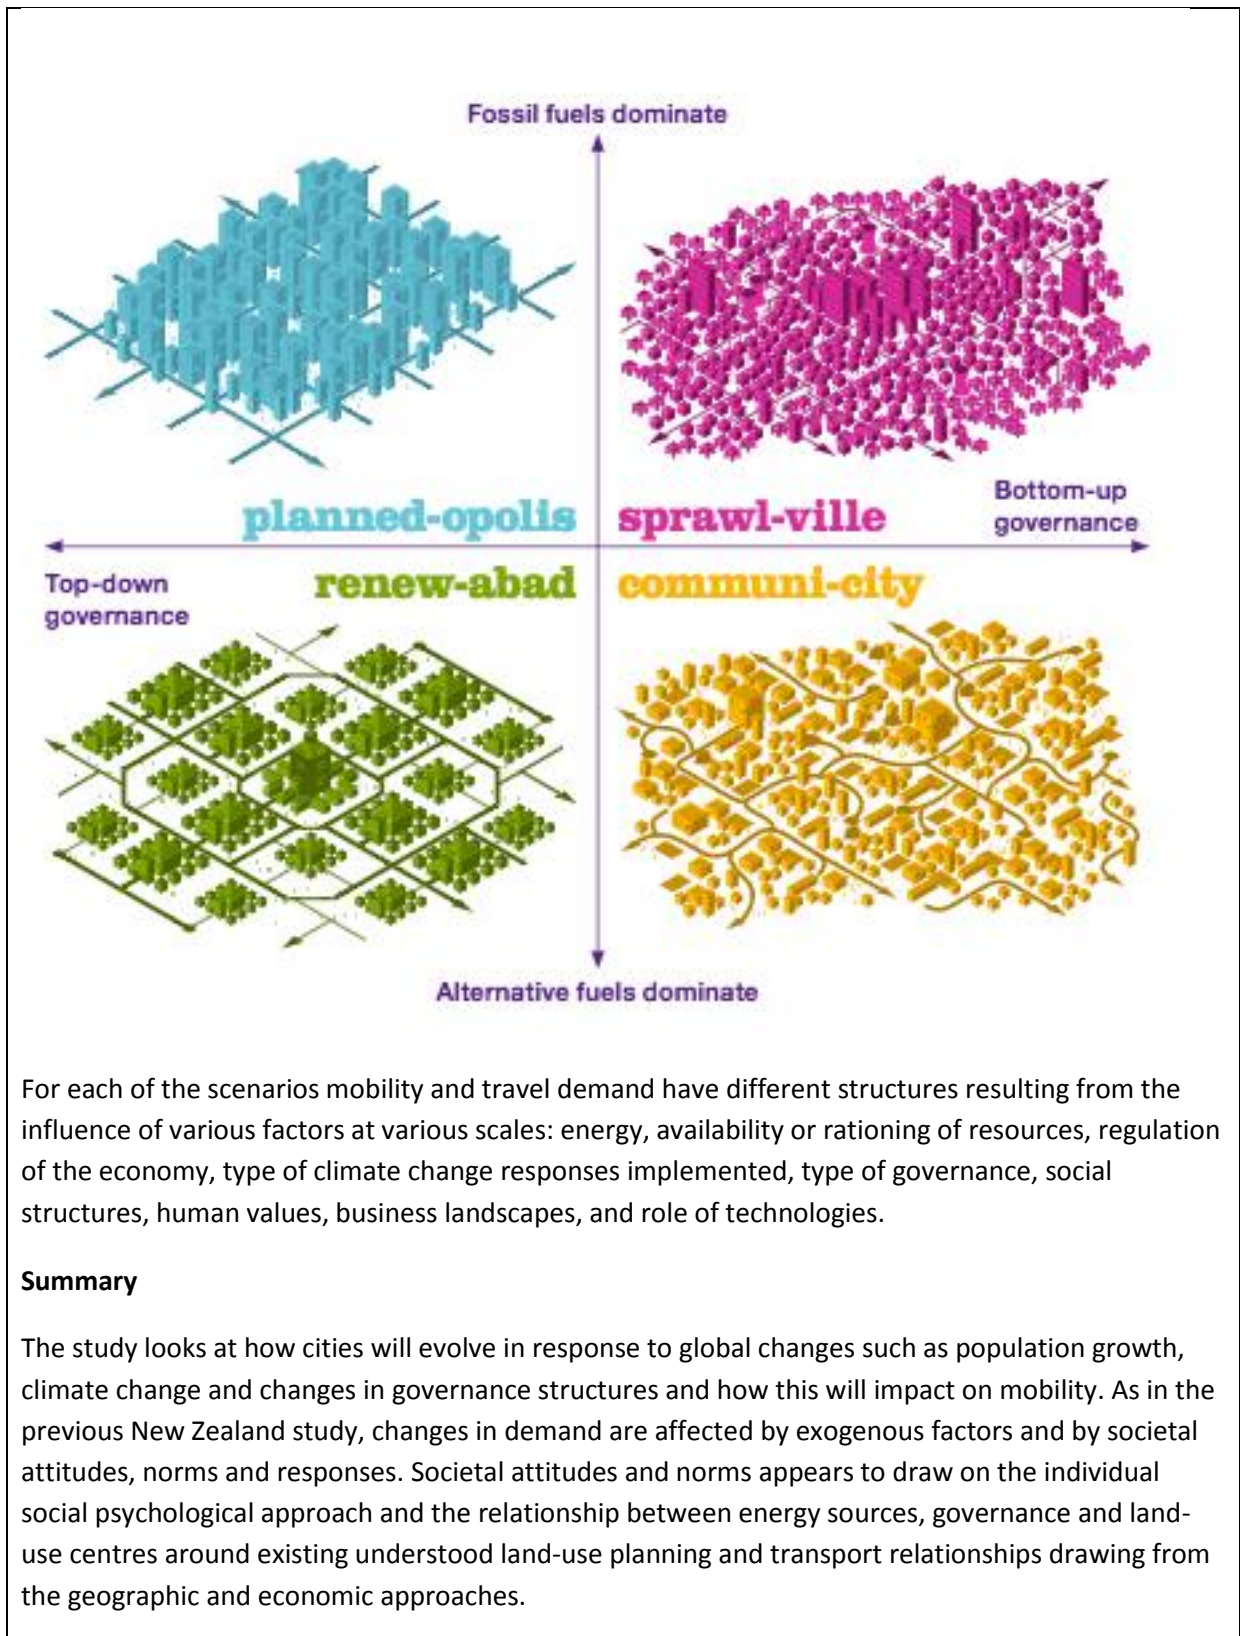 Fossil fuels dominate
planned-opolis
sprawl-ville
Bottom-up
governance
Top-down
governance
renew-abad
communi-city
Alternative fuels dominate
For each of the scenarios mobility and travel demand have different structures resulting from the
influence of various factors at various scales: energy, availability or rationing of resources, regulation
of the economy, type of climate change responses implemented, type of governance, social
structures, human values, business landscapes, and role of technologies.
Summary
The study looks at how cities will evolve in response to global changes such as population growth,
climate change and changes in governance structures and how this will impact on mobility. As in the
previous New Zealand study, changes in demand are affected by exogenous factors and by societal
attitudes, norms and responses. Societal attitudes and norms appears to draw on the individual
social psychological approach and the relationship between energy sources, governance and land-
use centres around existing understood land-use planning and transport relationships drawing from
the geographic and economic approaches.